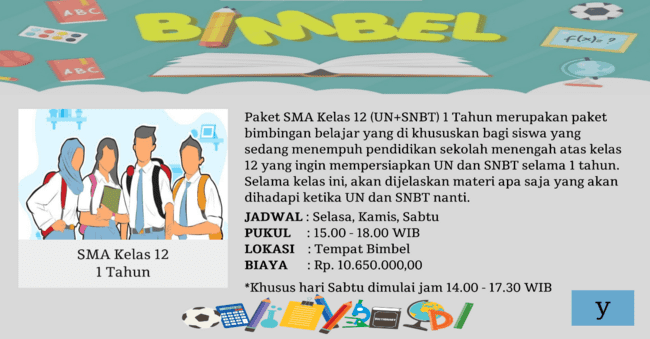 BIMBEL
ABC
ABC
f(x)= ?
Paket SMA Kelas 12 (UN+SNBT) 1 Tahun merupakan paket
bimbingan belajar yang di khususkan bagi siswa yang
sedang menempuh pendidikan sekolah menengah atas kelas
12 yang ingin mempersiapkan UN dan SNBT selama 1 tahun.
Selama kelas ini, akan dijelaskan materi apa saja yang akan
dihadapi ketika UN dan SNBT nanti.
JADWAL : Selasa, Kamis, Sabtu
PUKUL : 15.00 - 18.00 WIB
LOKASI : Tempat Bimbel
BIAYA : Rp. 10.650.000,00
*Khusus hari Sabtu dimulai jam 14.00 - 17.30 WIB
SMA Kelas 12
1 Tahun
y